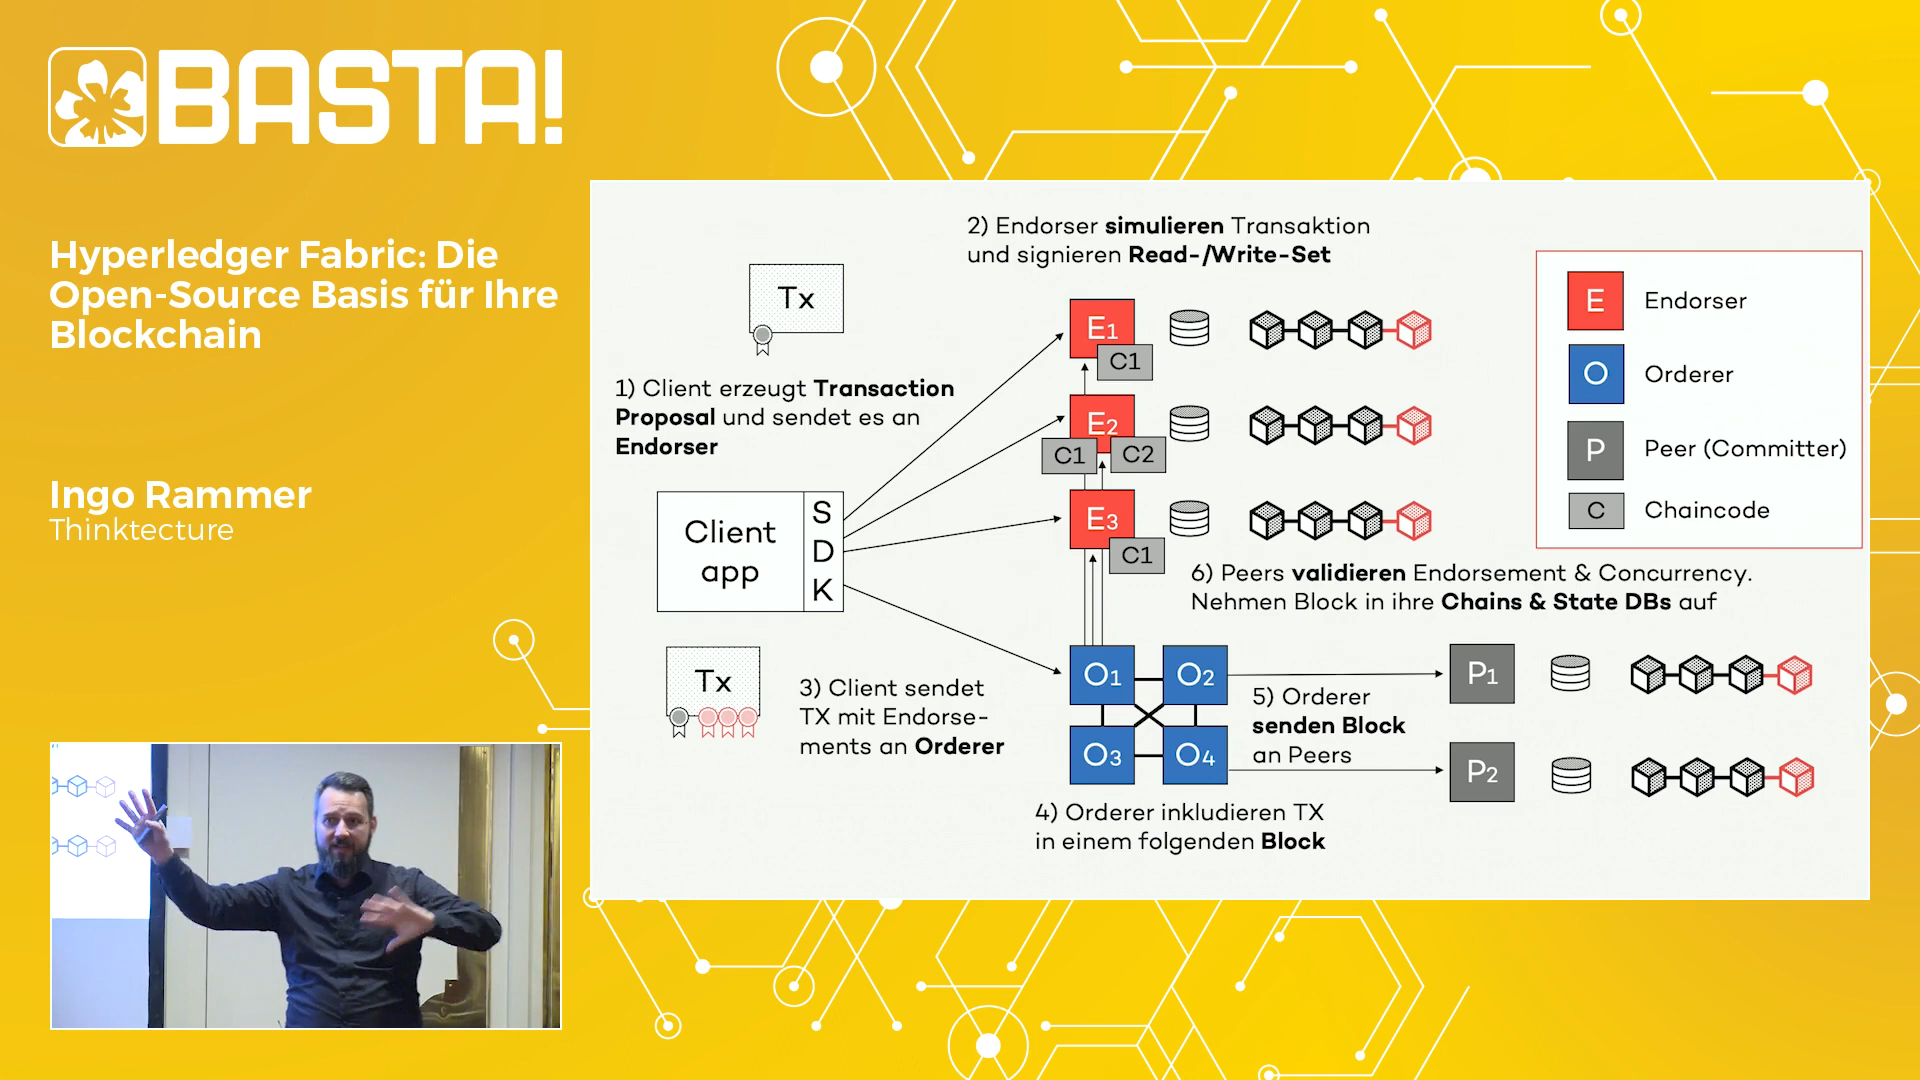 BASTA!
Hyperledger Fabric: Die
Open-Source Basis für Ihre
Blockchain
Ingo Rammer
Thinktecture
2) Endorser simulieren Transaktion
und signieren Read-/Write-Set
Tx
1) Client erzeugt Transaction
Proposal und sendet es an
Endorser
Client
app
S
D
K
E1
C1
E2
C1
C2
E3
C1
E
Endorser
O
Orderer
P
Peer (Committer)
C
Chaincode
6) Peers validieren Endorsement & Concurrency.
Nehmen Block in ihre Chains & State DBs auf
Tx
3) Client sendet
TX mit Endorse-
ments an Orderer
O1
O2
O3
O4
5) Orderer
senden Block
an Peers
P1
P2
4) Orderer inkludieren TX
in einem folgenden Block